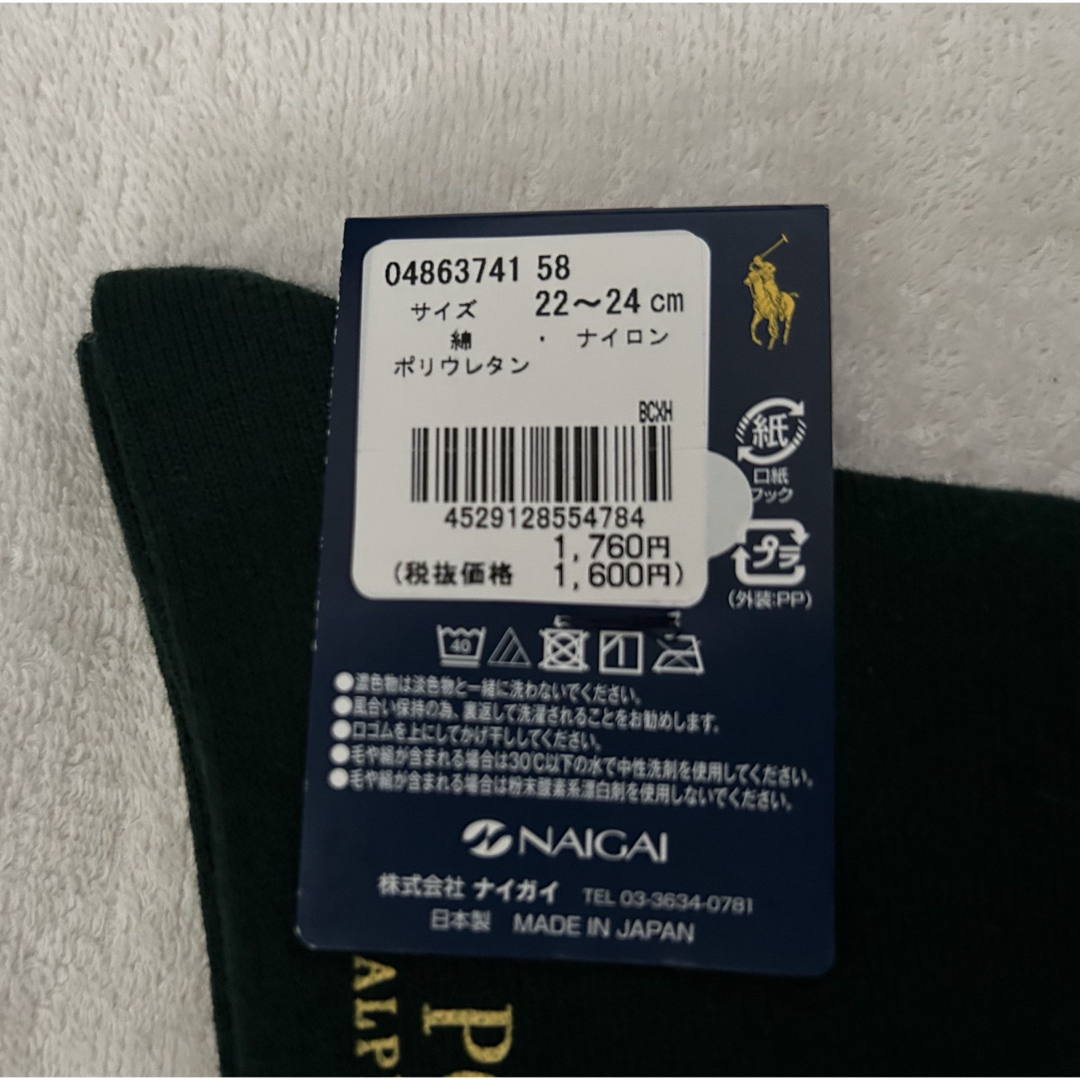 04863741 58
サイズ 22～24 cm
綿 ・ ナイロン
ポリウレタン
BCXH
4529128554784
1,760円
(税抜価格 1,600円)
紙
口紙
フック
プラ
(外装:PP)
40
●濃色物は淡色物と一緒に洗わないでください。
●風合い保持の為、裏返して洗濯されることをお勧めします。
●口ゴムを上にしてかげ干ししてください。
●毛や絹が含まれる場合は30℃以下の水で中性洗剤を使用してください。
●毛や絹が含まれる場合は粉末酸素系漂白剤を使用しないでください。
NAIGAI
株式会社 ナイガイ TEL 03-3634-0781
日本製 MADE IN JAPAN